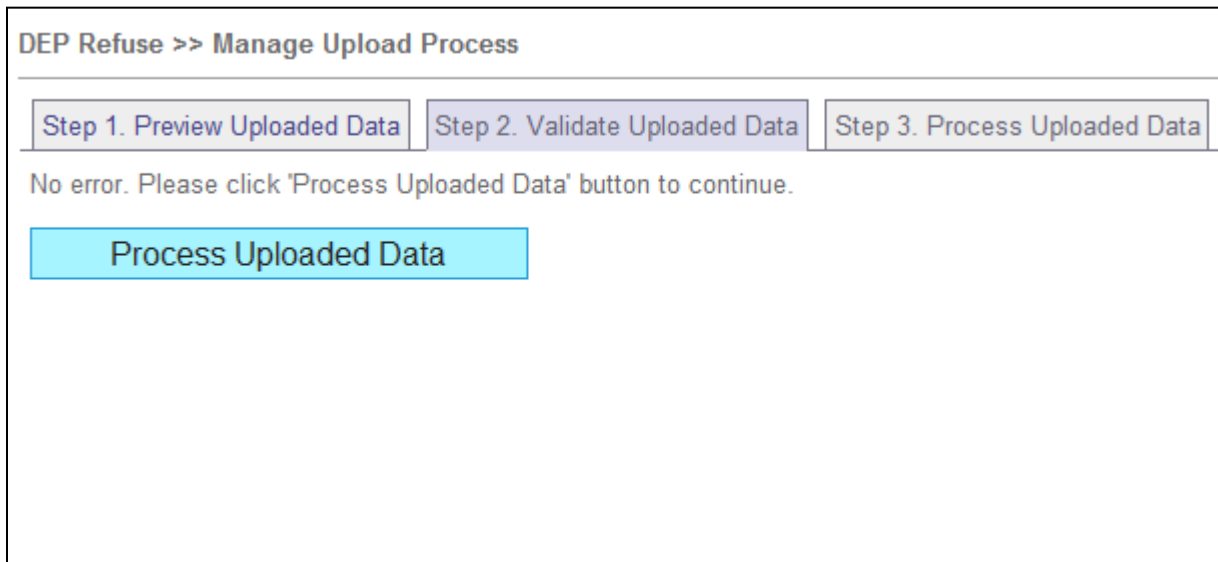 DEP Refuse >> Manage Upload Process
Step 1. Preview Uploaded Data Step 2. Validate Uploaded Data Step 3. Process Uploaded Data
No error. Please click 'Process Uploaded Data' button to continue.
Process Uploaded Data